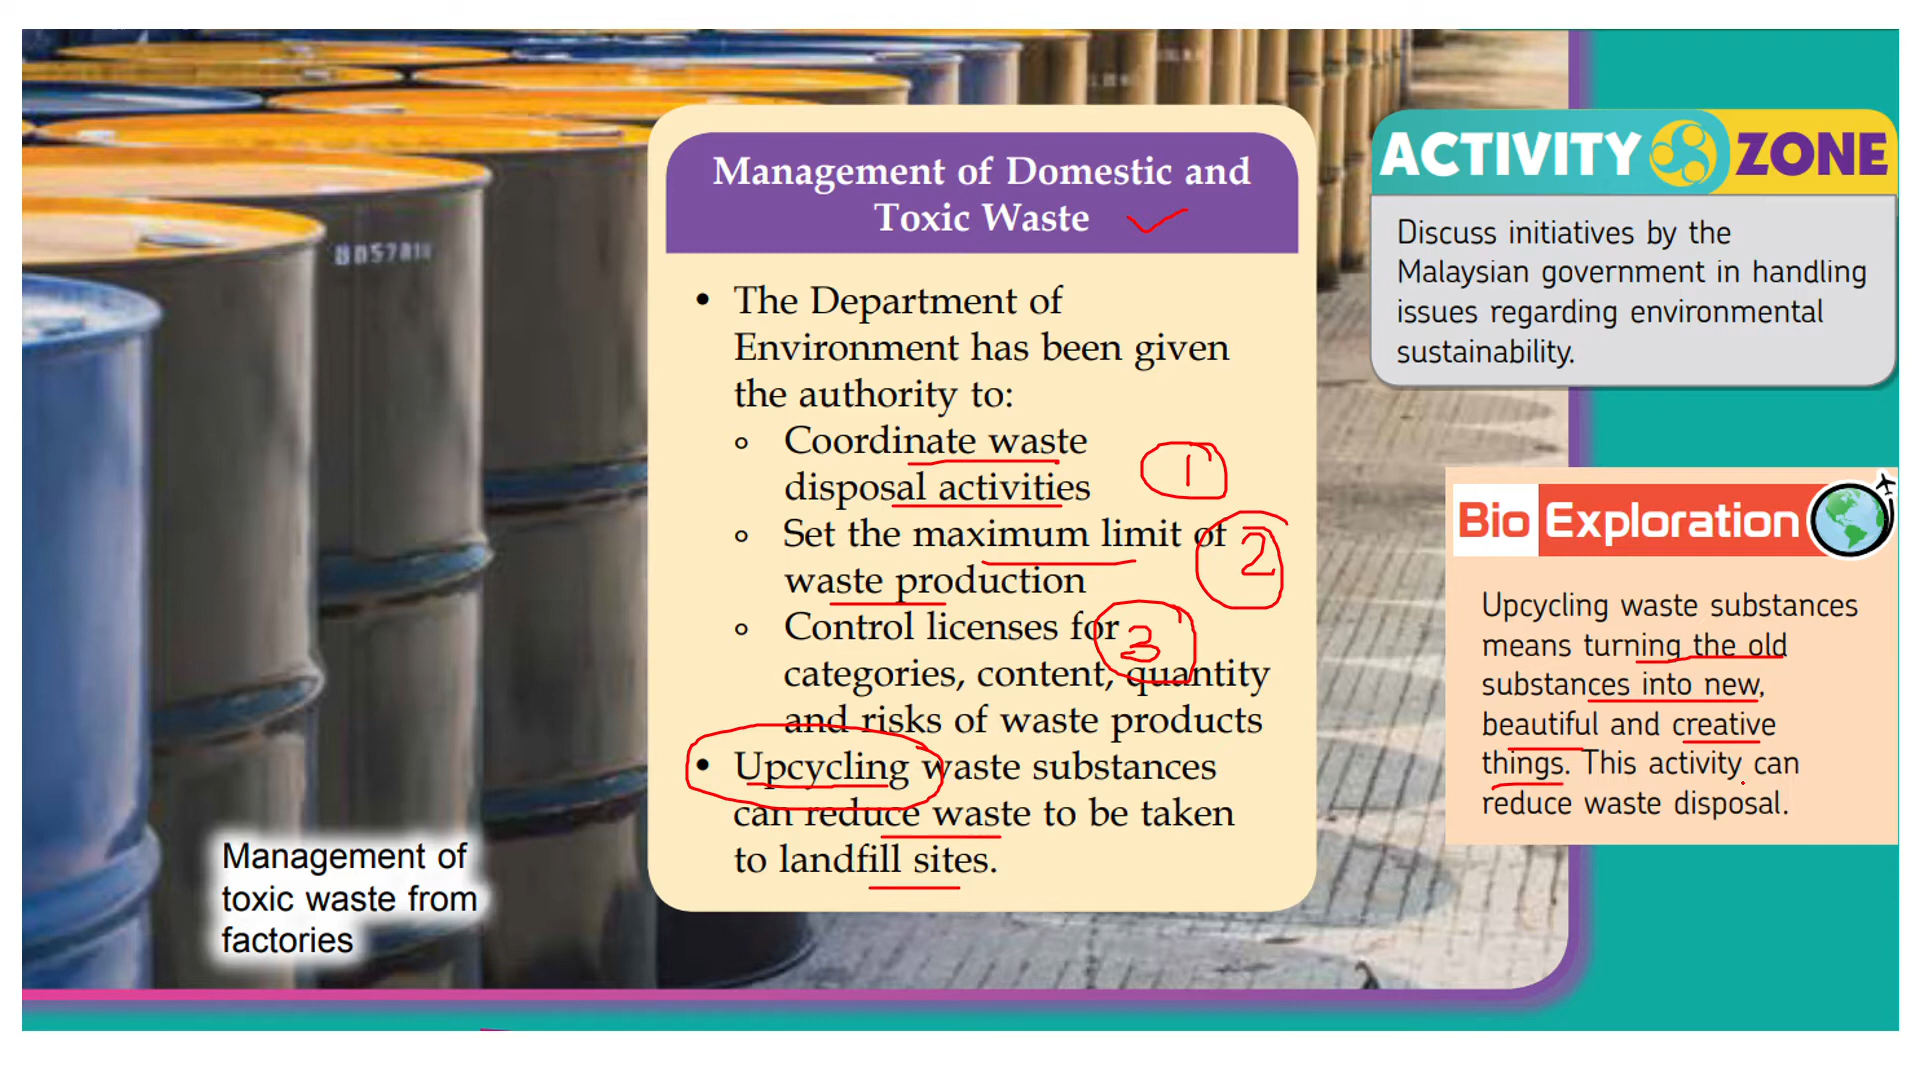 Management of Domestic and
Toxic Waste
• The Department of
Environment has been given
the authority to:
o Coordinate waste
disposal activities
1
o Set the maximum limit of
2
waste production
o Control licenses for
3
categories, content, quantity
and risks of waste products
• Upcycling waste substances
can reduce waste to be taken
to landfill sites.
Management of
toxic waste from
factories
ACTIVITY ZONE
Discuss initiatives by the
Malaysian government in handling
issues regarding environmental
sustainability.
Bio Exploration
Upcycling waste substances
means turning the old
substances into new,
beautiful and creative
things. This activity can
reduce waste disposal.